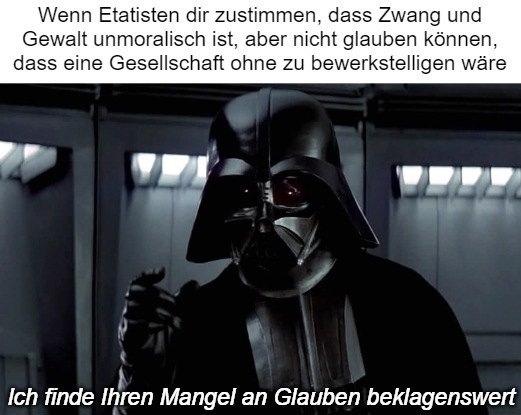 Wenn Etatisten dir zustimmen, dass Zwang und
Gewalt unmoralisch ist, aber nicht glauben können,
dass eine Gesellschaft ohne zu bewerkstelligen wäre
Ich finde Ihren Mangel an Glauben beklagenswert